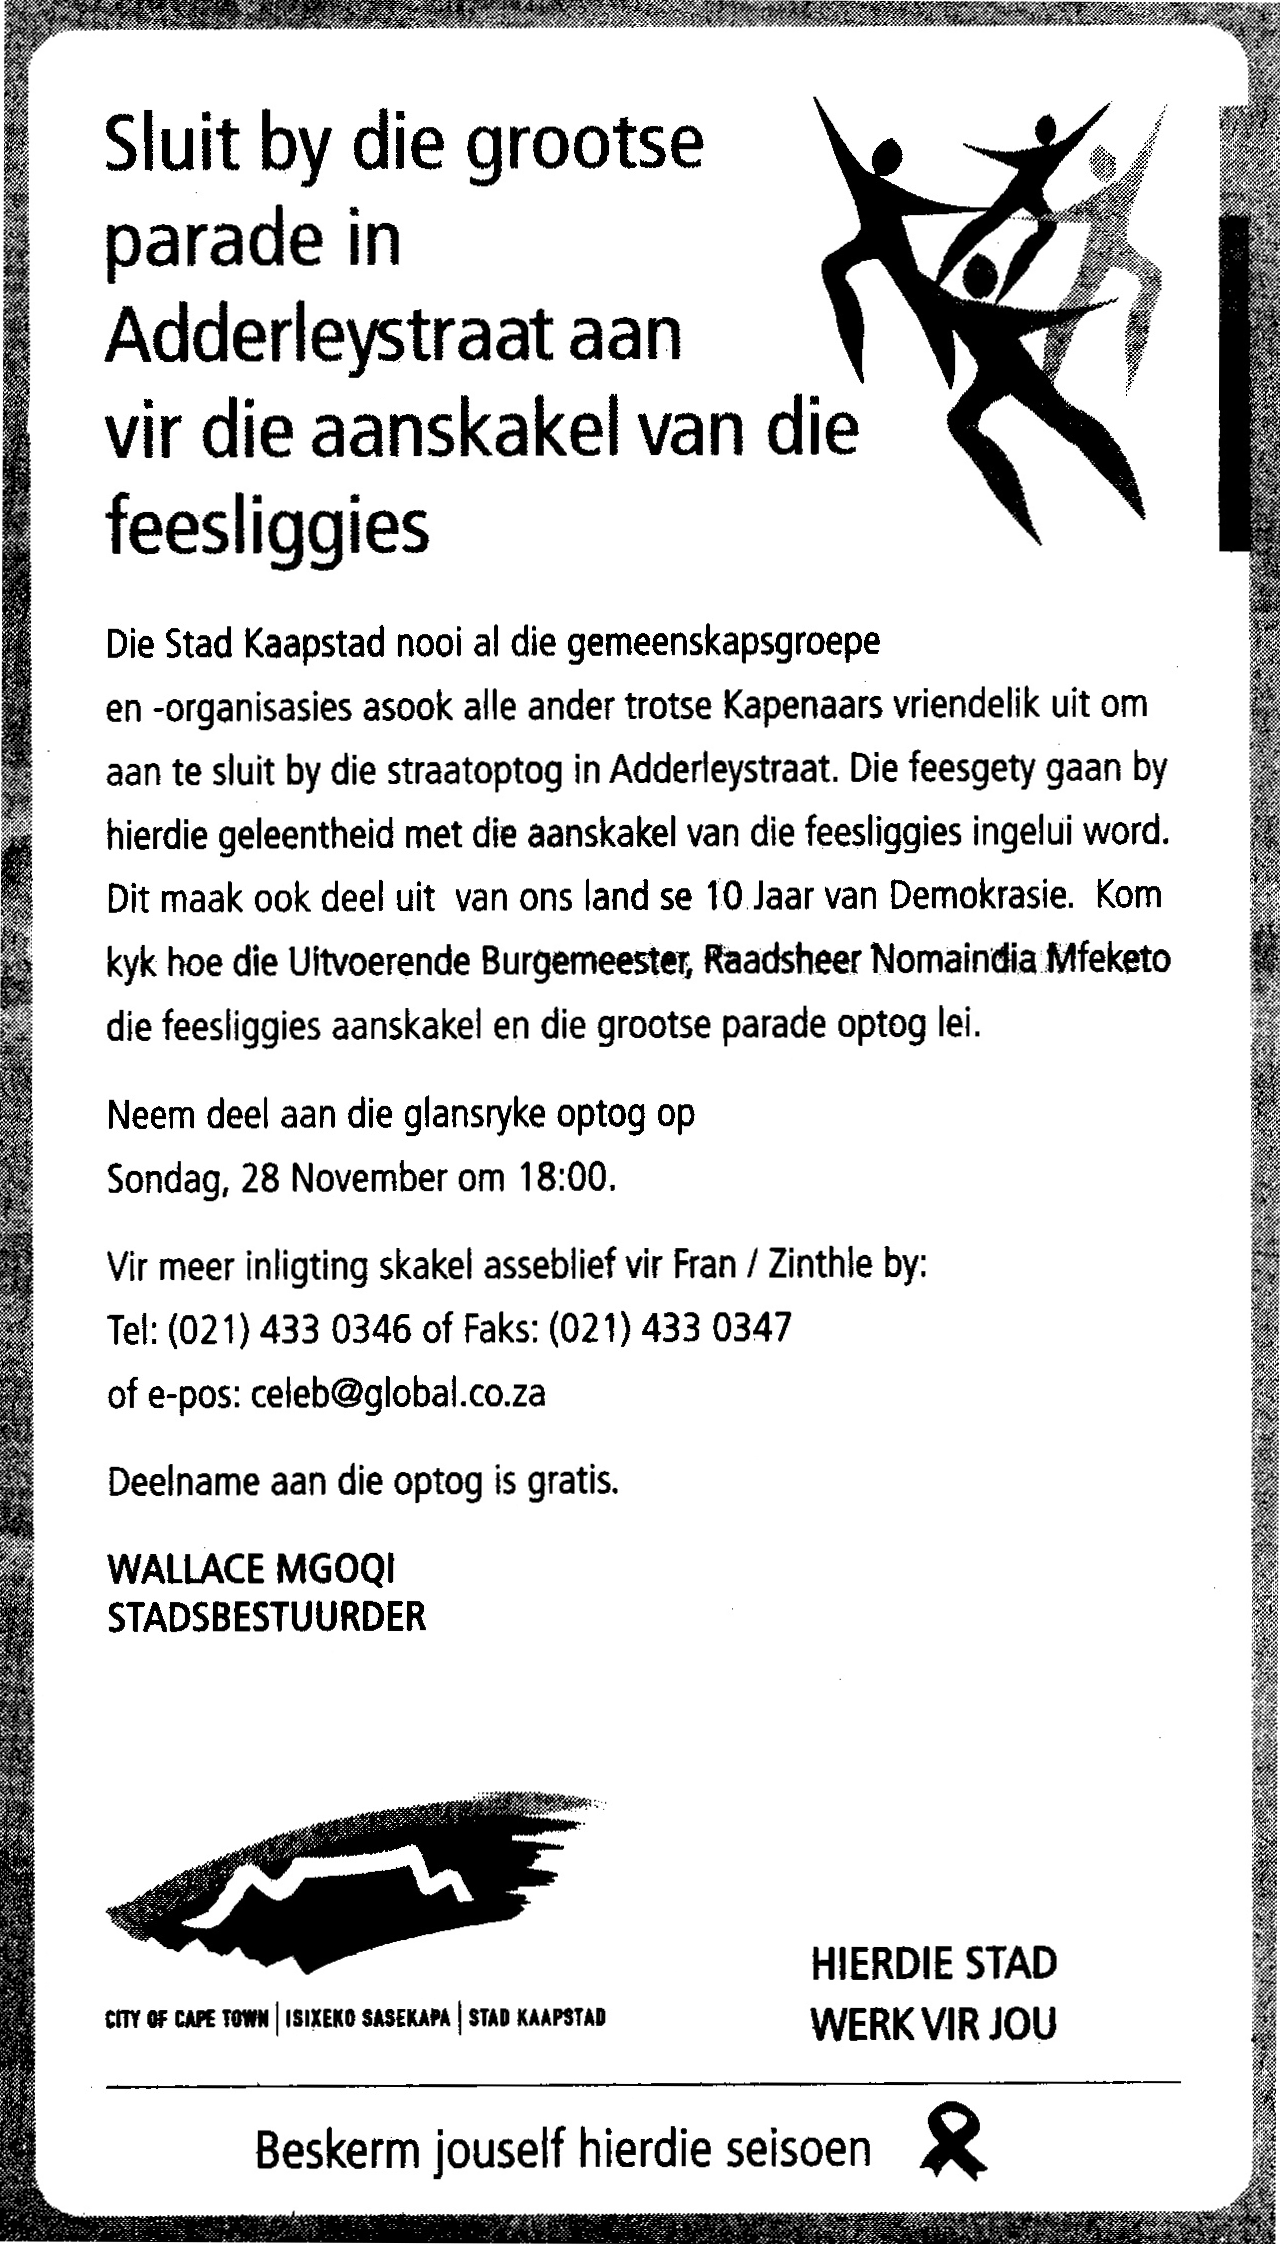 Sluit by die grootse
parade in
Adderleystraat aan
vir die aanskakel van die
feesliggies
Die Stad Kaapstad nooi al die gemeenskapsgroepe
en -organisasies asook alle ander trotse Kapenaars vriendelik uit om
aan te sluit by die straatoptog in Adderleystraat. Die feesgety gaan by
hierdie geleentheid met die aanskakel van die feesliggies ingelui word.
Dit maak ook deel uit van ons land se 10 Jaar van Demokrasie. Kom
kyk hoe die Uitvoerende Burgemeester, Raadsheer Nomaindia Mfeketo
die feesliggies aanskakel en die grootse parade optog lei.
Neem deel aan die glansryke optog op
Sondag, 28 November om 18:00.
Vir meer inligting skakel asseblief vir Fran / Zinthle by:
Tel: (021) 433 0346 of Faks: (021) 433 0347
of e-pos: celeb@global.co.za
Deelname aan die optog is gratis.
WALLACE MGOQI
STADSBESTUURDER
CITY OF CAPE TOWN | ISIXEKO SASEKAPA | STAD KAAPSTAD
HIERDIE STAD
WERK VIR JOU
Beskerm jouself hierdie seisoen